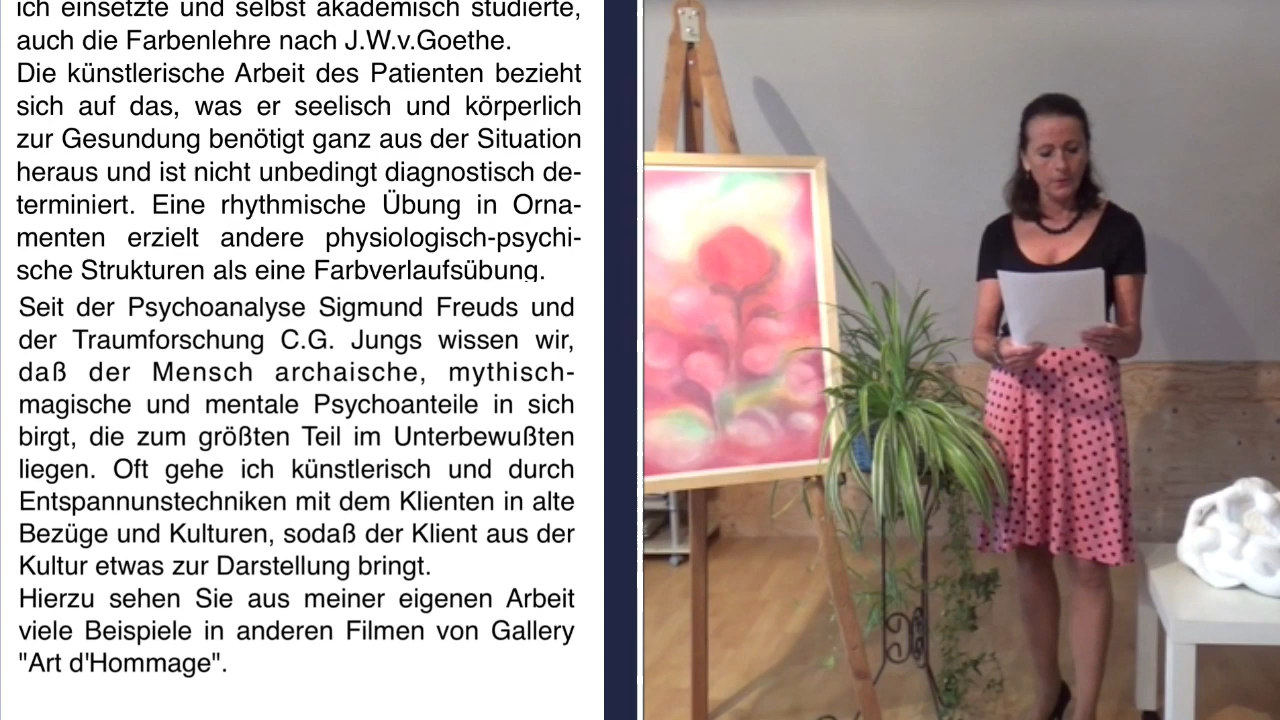 ich einsetzte und selbst akademisch studierte,
auch die Farbenlehre nach J.W.v.Goethe.
Die künstlerische Arbeit des Patienten bezieht
sich auf das, was er seelisch und körperlich
zur Gesundung benötigt ganz aus der Situation
heraus und ist nicht unbedingt diagnostisch de-
terminiert. Eine rhythmische Übung in Orna-
menten erzielt andere physiologisch-psychi-
sche Strukturen als eine Farbverlaufsübung.
Seit der Psychoanalyse Sigmund Freuds und
der Traumforschung C.G. Jungs wissen wir,
daß der Mensch archaische, mythisch-
magische und mentale Psychoanteile in sich
birgt, die zum größten Teil im Unterbewußten
liegen. Oft gehe ich künstlerisch und durch
Entspannunstechniken mit dem Klienten in alte
Bezüge und Kulturen, sodaß der Klient aus der
Kultur etwas zur Darstellung bringt.
Hierzu sehen Sie aus meiner eigenen Arbeit
viele Beispiele in anderen Filmen von Gallery
"Art d'Hommage".